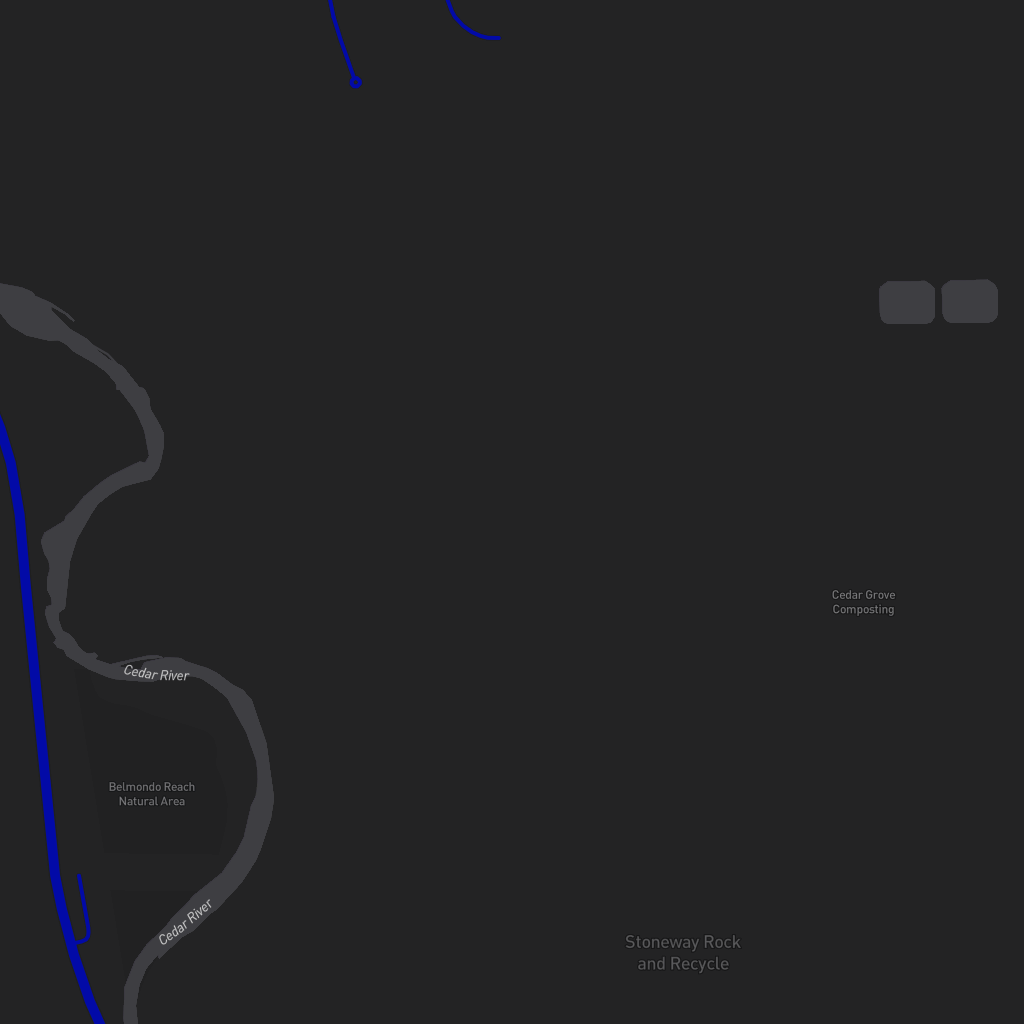 Cedar Grove
Composting
Cedar River
Belmondo Reach
Natural Area
Cedar River
Stoneway Rock
and Recycle